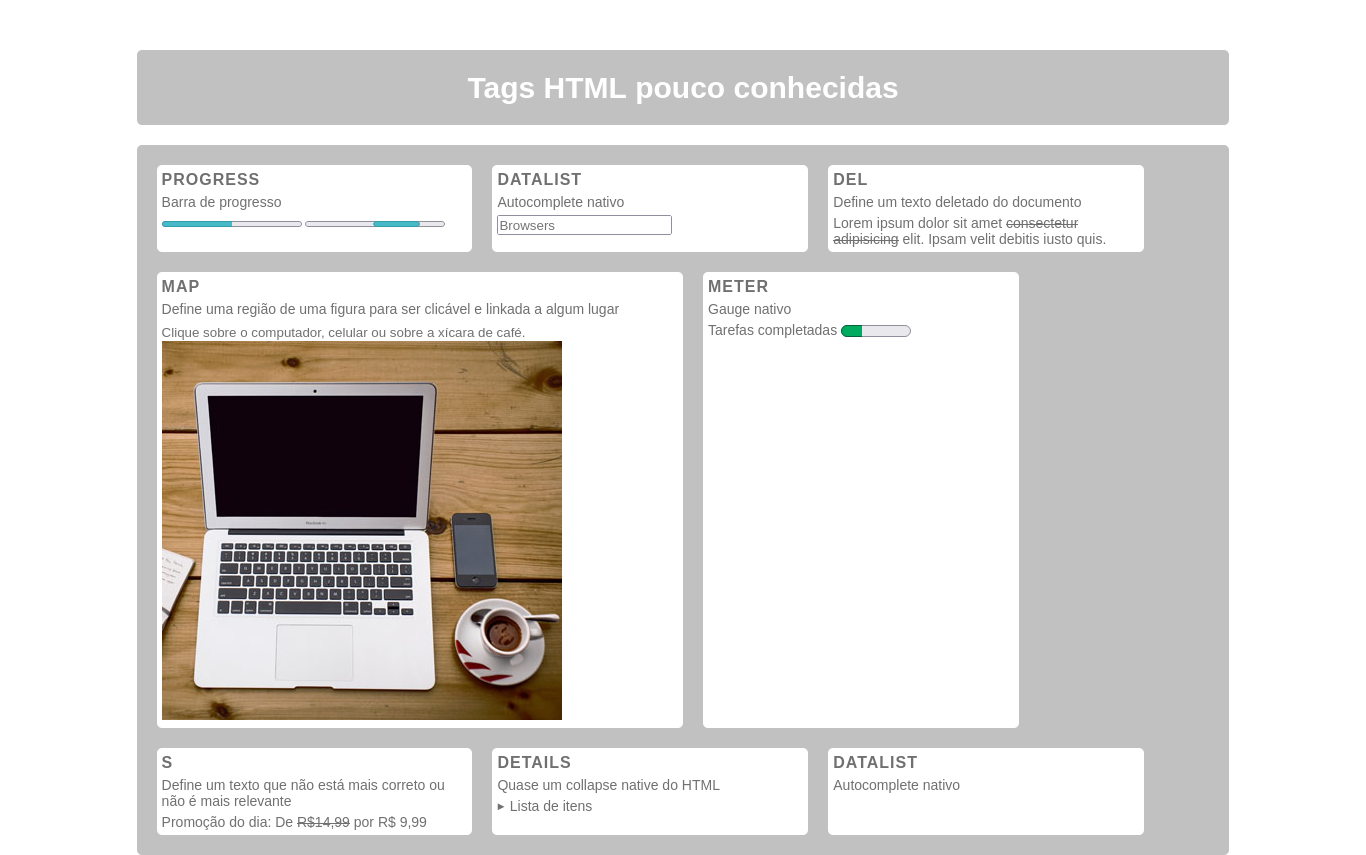 Tags HTML pouco conhecidas
PROGRESS
Barra de progresso
DATALIST
Autocomplete nativo
Browsers
DEL
Define um texto deletado do documento
Lorem ipsum dolor sit amet consectetur
adipisicing elit. Ipsam velit debitis iusto quis.
MAP
Define uma região de uma figura para ser clicável e linkada a algum lugar
Clique sobre o computador, celular ou sobre a xícara de café.
METER
Gauge nativo
Tarefas completadas
S
Define um texto que não está mais correto ou
não é mais relevante
Promoção do dia: De R$14,99 por R$ 9,99
DETAILS
Quase um collapse native do HTML
Lista de itens
DATALIST
Autocomplete nativo